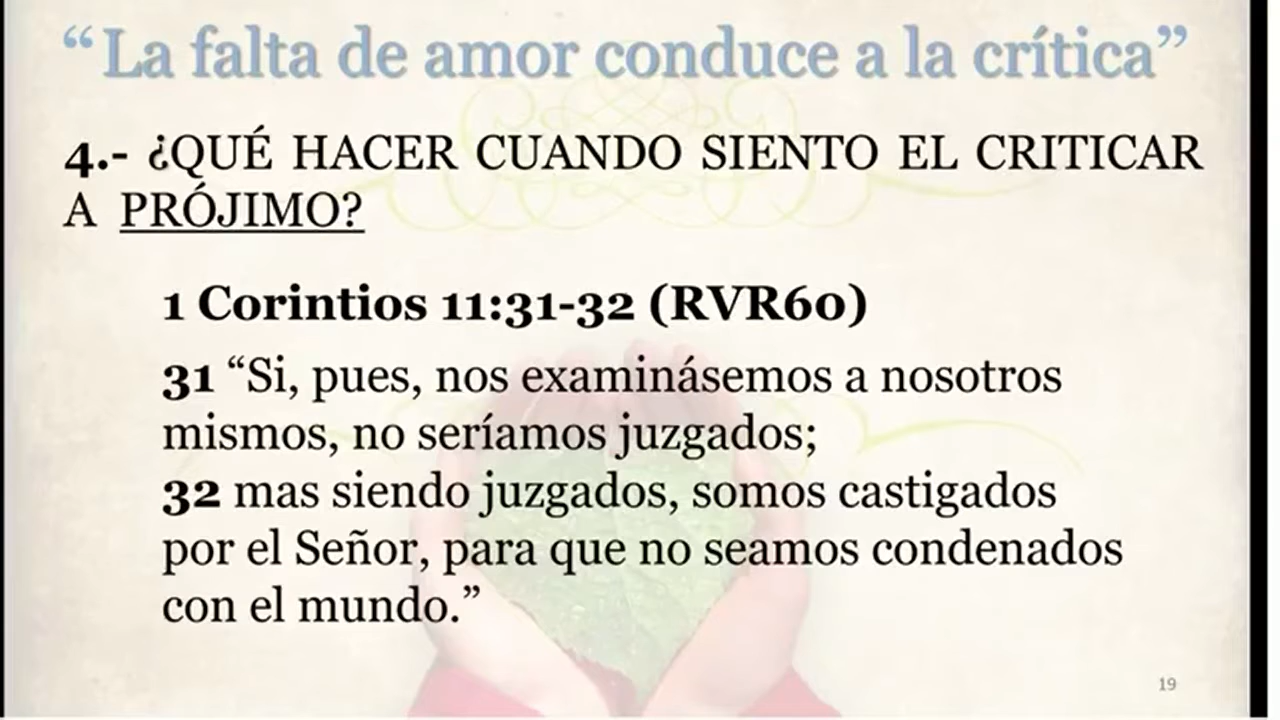 “La falta de amor conduce a la crítica”
4.- ¿QUÉ HACER CUANDO SIENTO EL CRITICAR
A PRÓJIMO?
1 Corintios 11:31-32 (RVR60)
31 “Si, pues, nos examinásemos a nosotros
mismos, no seríamos juzgados;
32 mas siendo juzgados, somos castigados
por el Señor, para que no seamos condenados
con el mundo.”
19